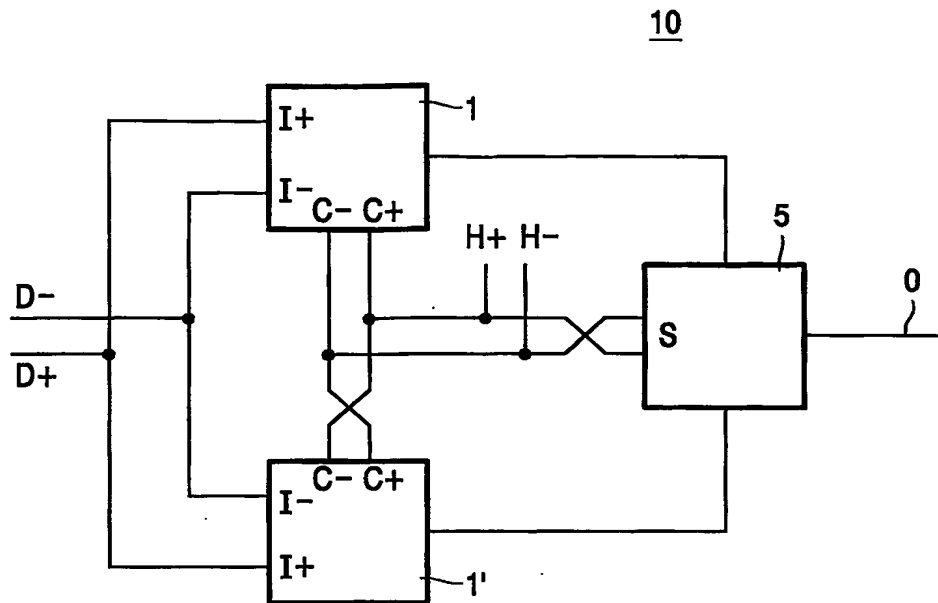 10
I+
1
I-
C- C+
H+ H-
5
D-
S
0
D+
C- C+
I-
I+
1'